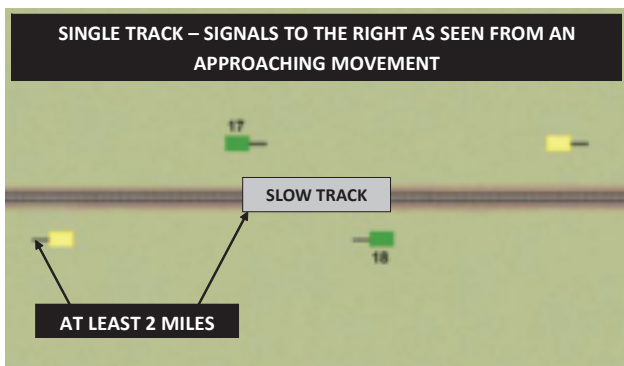 SINGLE TRACK – SIGNALS TO THE RIGHT AS SEEN FROM AN
APPROACHING MOVEMENT
17
SLOW TRACK
18
AT LEAST 2 MILES